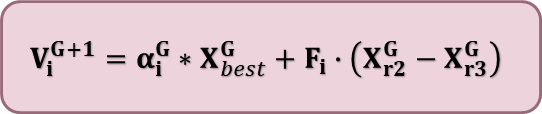 V_i^{G+1} = α_i^G * X_{best}^G + F_i · (X_{r2}^G − X_{r3}^G)